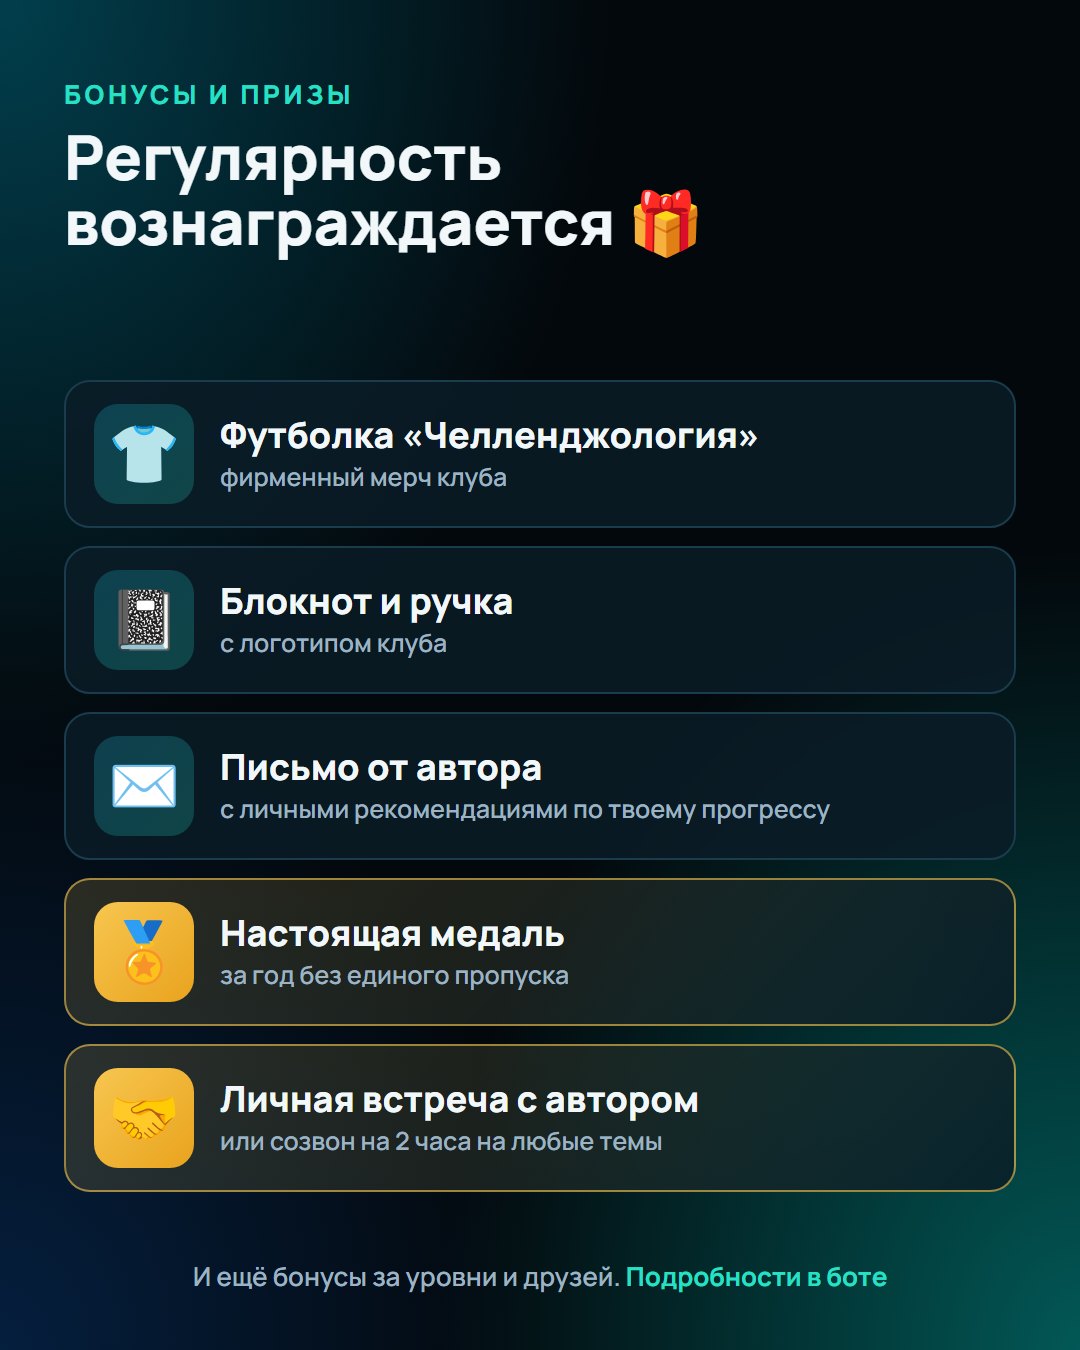 БОНУСЫ И ПРИЗЫ
Регулярность
вознаграждается 🎁
Футболка «Челленджология»
фирменный мерч клуба
Блокнот и ручка
с логотипом клуба
Письмо от автора
с личными рекомендациями по твоему прогрессу
Настоящая медаль
за год без единого пропуска
Личная встреча с автором
или созвон на 2 часа на любые темы
И ещё бонусы за уровни и друзей. Подробности в боте